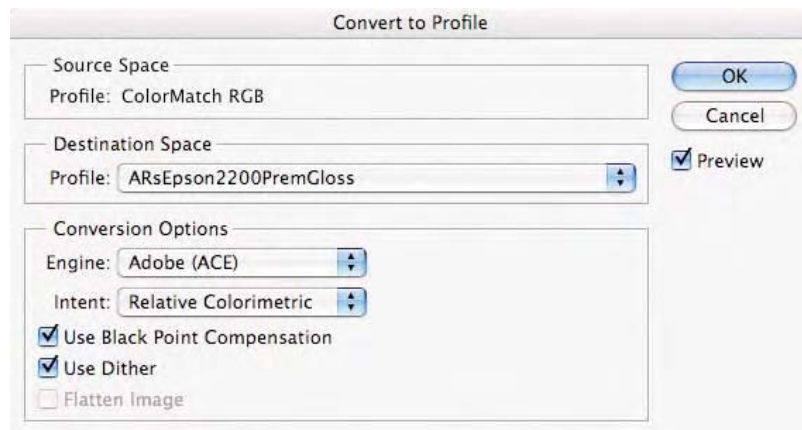 Convert to Profile
Source Space
Profile: ColorMatch RGB
OK
Cancel
Preview
Destination Space
Profile: ARsEpson2200PremGloss
Conversion Options
Engine: Adobe (ACE)
Intent: Relative Colorimetric
Use Black Point Compensation
Use Dither
Flatten Image